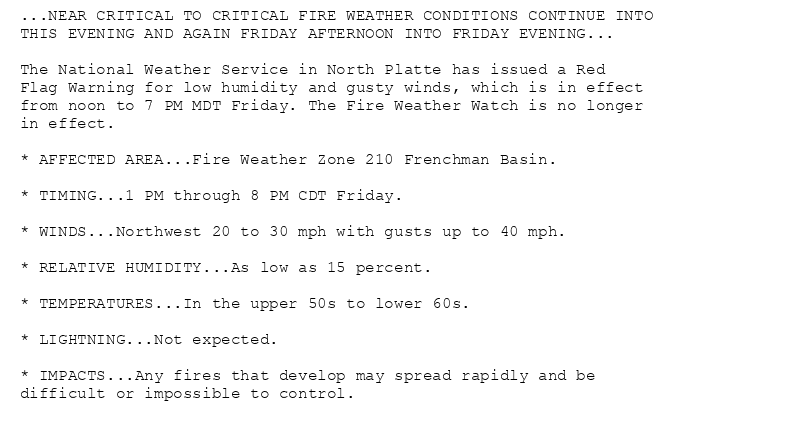 ...NEAR CRITICAL TO CRITICAL FIRE WEATHER CONDITIONS CONTINUE INTO
THIS EVENING AND AGAIN FRIDAY AFTERNOON INTO FRIDAY EVENING...
The National Weather Service in North Platte has issued a Red
Flag Warning for low humidity and gusty winds, which is in effect
from noon to 7 PM MDT Friday. The Fire Weather Watch is no longer
in effect.
* AFFECTED AREA...Fire Weather Zone 210 Frenchman Basin.
* TIMING...1 PM through 8 PM CDT Friday.
* WINDS...Northwest 20 to 30 mph with gusts up to 40 mph.
* RELATIVE HUMIDITY...As low as 15 percent.
* TEMPERATURES...In the upper 50s to lower 60s.
* LIGHTNING...Not expected.
* IMPACTS...Any fires that develop may spread rapidly and be
difficult or impossible to control.